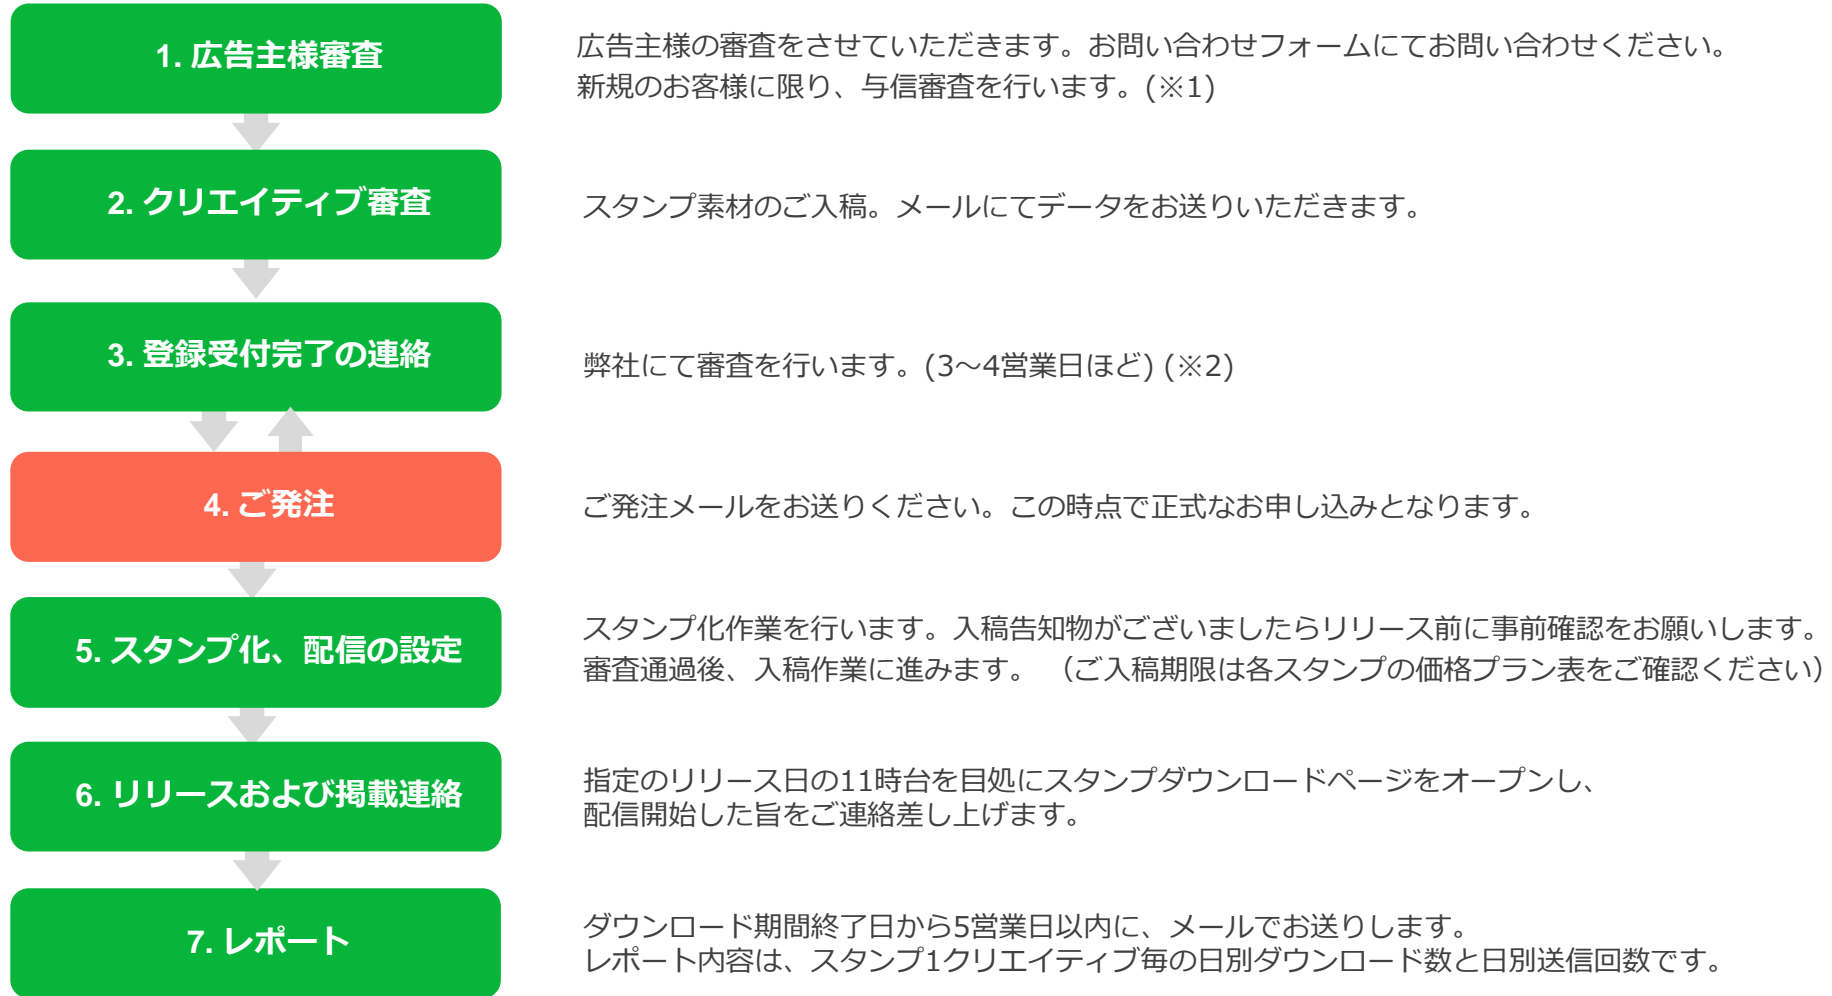 1. 広告主様審査
広告主様の審査をさせていただきます。お問い合わせフォームにてお問い合わせください。
新規のお客様に限り、与信審査を行います。(※1)
2. クリエイティブ審査
スタンプ素材のご入稿。メールにてデータをお送りいただきます。
3. 登録受付完了の連絡
弊社にて審査を行います。(3～4営業日ほど) (※2)
4. ご発注
ご発注メールをお送りください。この時点で正式なお申し込みとなります。
5. スタンプ化、配信の設定
スタンプ化作業を行います。入稿告知物がございましたらリリース前に事前確認をお願いします。
審査通過後、入稿作業に進みます。 （ご入稿期限は各スタンプの価格プラン表をご確認ください）
6. リリースおよび掲載連絡
指定のリリース日の11時台を目処にスタンプダウンロードページをオープンし、
配信開始した旨をご連絡差し上げます。
7. レポート
ダウンロード期間終了日から5営業日以内に、メールでお送りします。
レポート内容は、スタンプ1クリエイティブ毎の日別ダウンロード数と日別送信回数です。